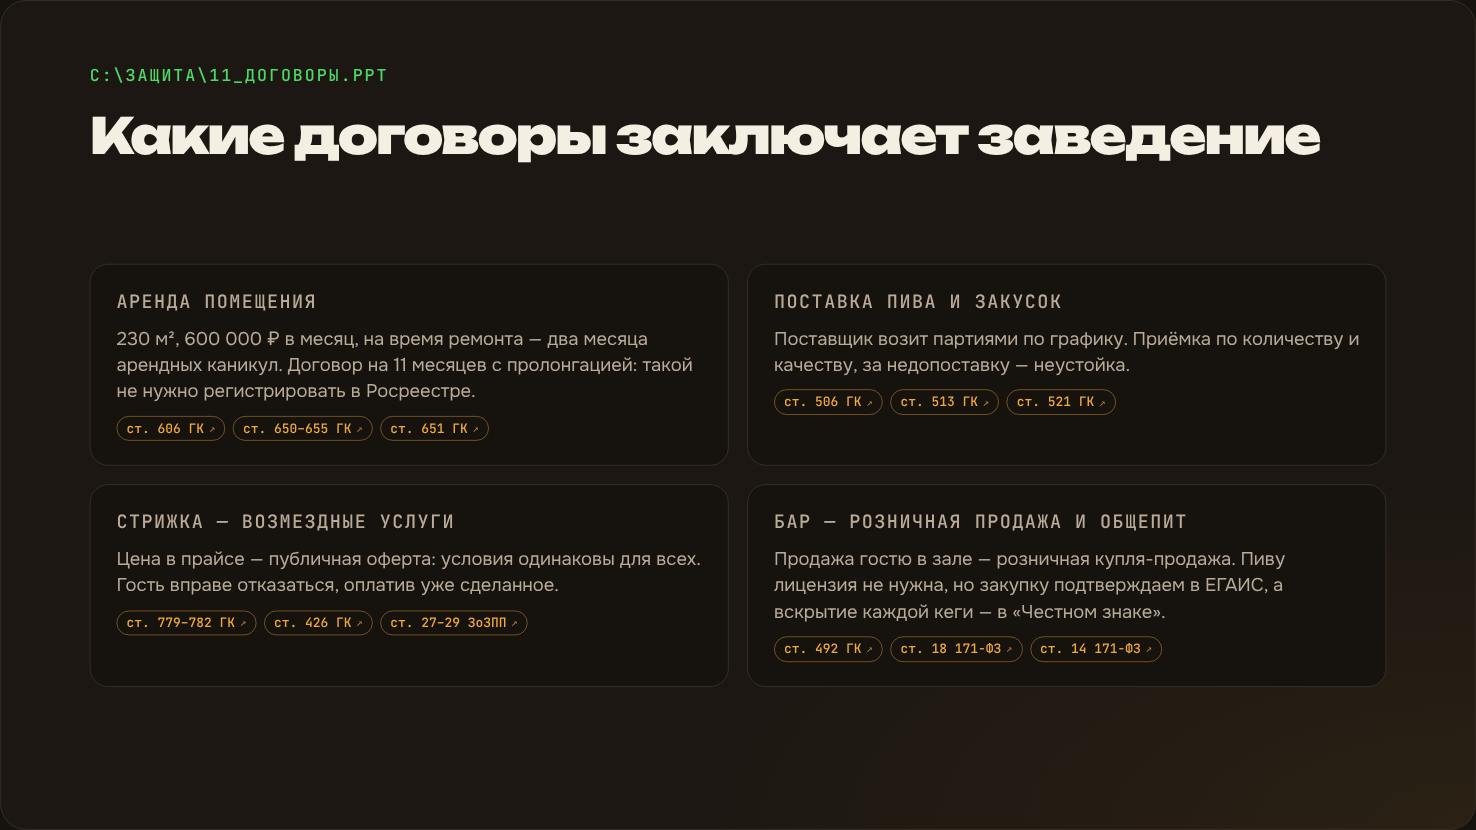 C:\ЗАЩИТА\11_ДОГОВОРЫ.PPT
Какие договоры заключает заведение
АРЕНДА ПОМЕЩЕНИЯ
230 м², 600 000 ₽ в месяц, на время ремонта — два месяца
арендных каникул. Договор на 11 месяцев с пролонгацией: такой
не нужно регистрировать в Росреестре.
ст. 606 ГК ↗ ст. 650–655 ГК ↗ ст. 651 ГК ↗
ПОСТАВКА ПИВА И ЗАКУСОК
Поставщик возит партиями по графику. Приёмка по количеству и
качеству, за недопоставку — неустойка.
ст. 506 ГК ↗ ст. 513 ГК ↗ ст. 521 ГК ↗
СТРИЖКА — ВОЗМЕЗДНЫЕ УСЛУГИ
Цена в прайсе — публичная оферта: условия одинаковы для всех.
Гость вправе отказаться, оплатив уже сделанное.
ст. 779–782 ГК ↗ ст. 426 ГК ↗ ст. 27–29 ЗоЗПП ↗
БАР — РОЗНИЧНАЯ ПРОДАЖА И ОБЩЕПИТ
Продажа гостю в зале — розничная купля-продажа. Пиву
лицензия не нужна, но закупку подтверждаем в ЕГАИС, а
вскрытие каждой кеги — в «Честном знаке».
ст. 492 ГК ↗ ст. 18 171-ФЗ ↗ ст. 14 171-ФЗ ↗